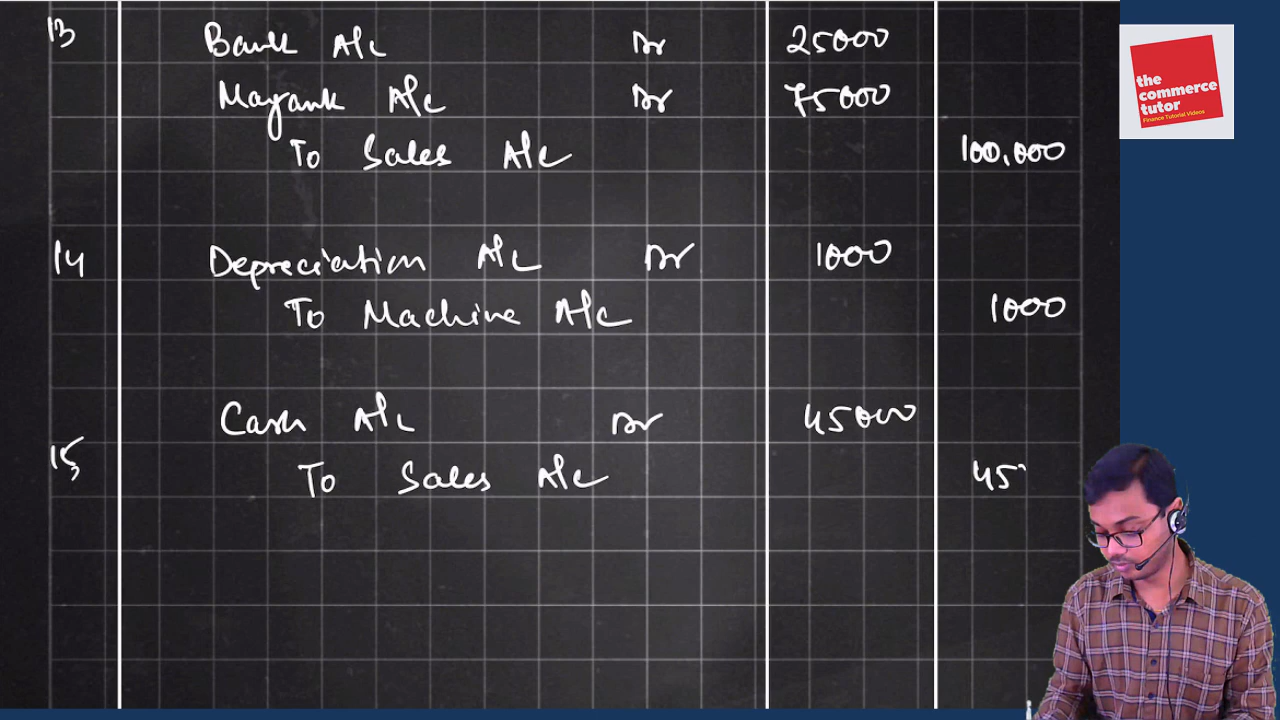 13 Bank A/c Dr 25000
Mayank A/c Dr 75000
To Sales A/c 100,000
14 Depreciation A/c Dr 1000
To Machine A/c 1000
Cash A/c Dr 45000
15 To Sales A/c 45
the
commerce
tutor
Finance Tutorial Videos